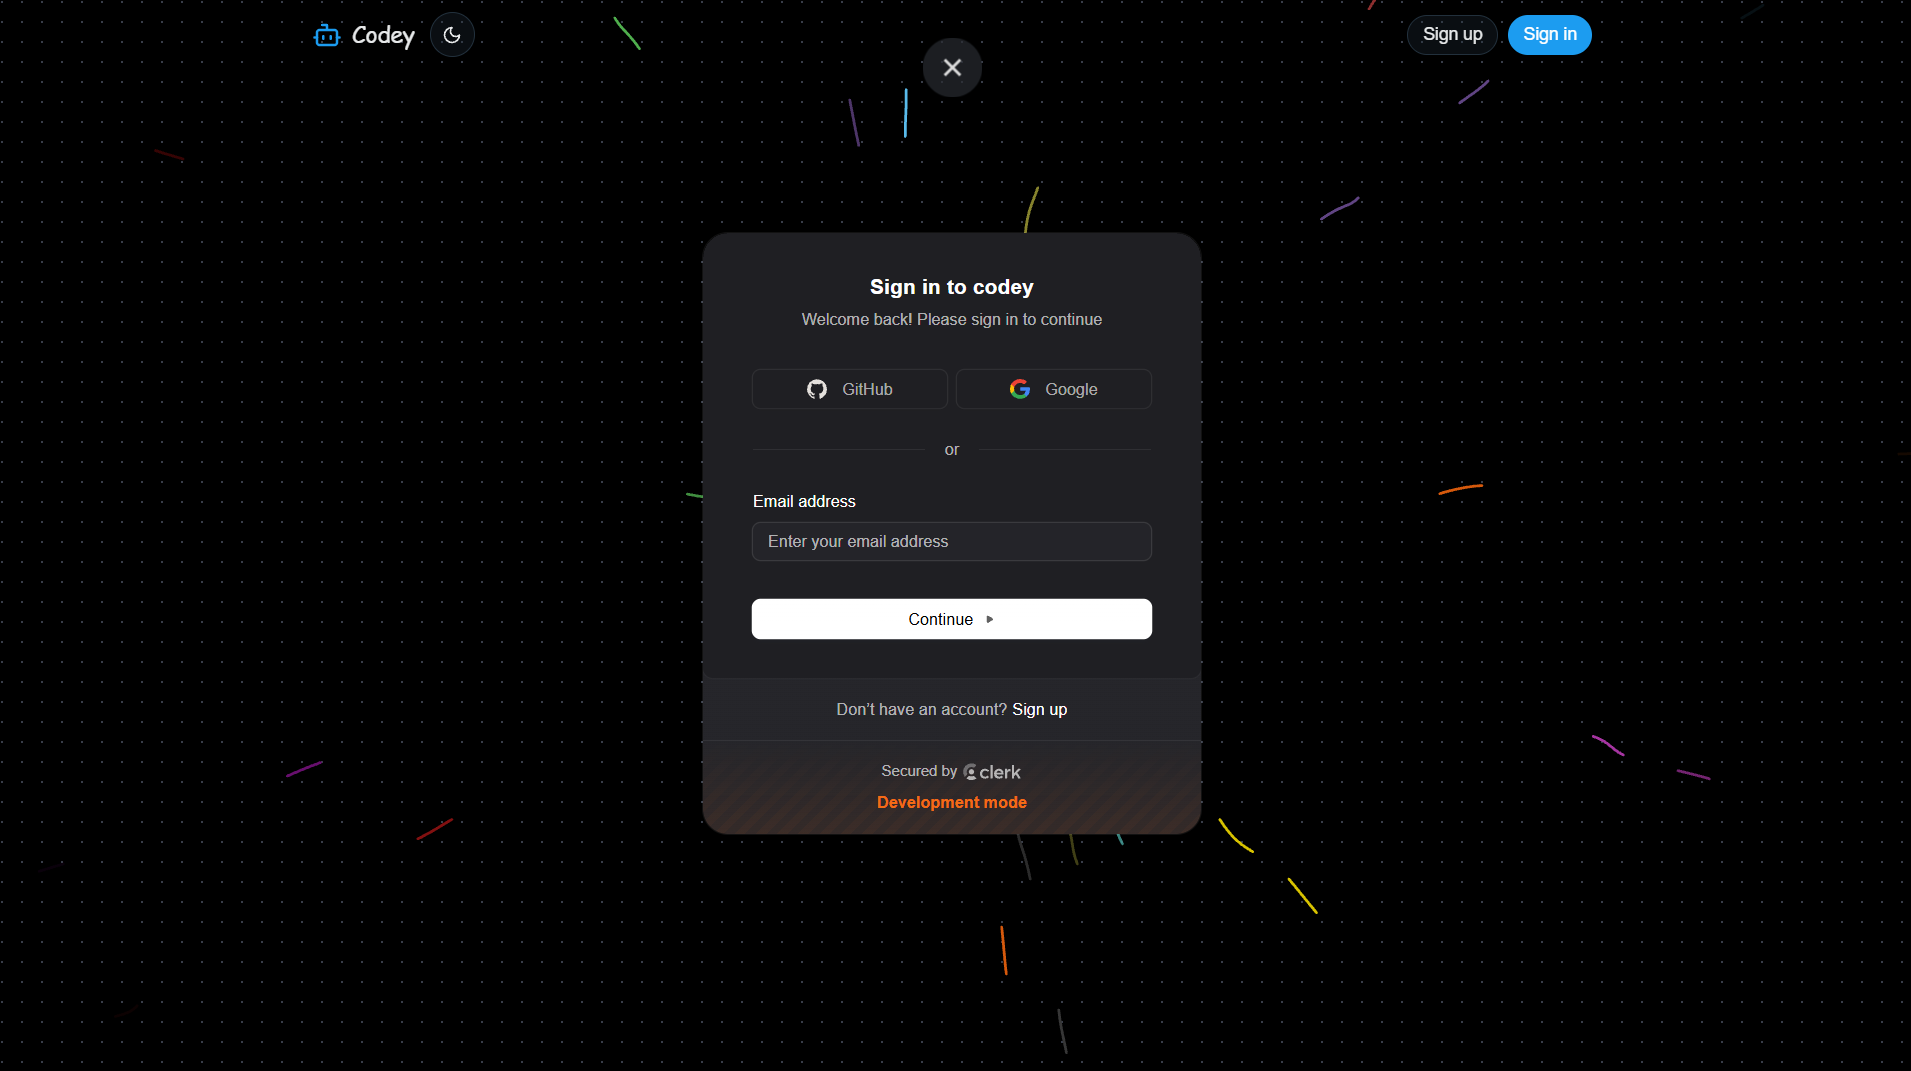 Codey
Sign up
Sign in
Sign in to codey
Welcome back! Please sign in to continue
GitHub
Google
or
Email address
Enter your email address
Continue
Don’t have an account? Sign up
Secured by clerk
Development mode